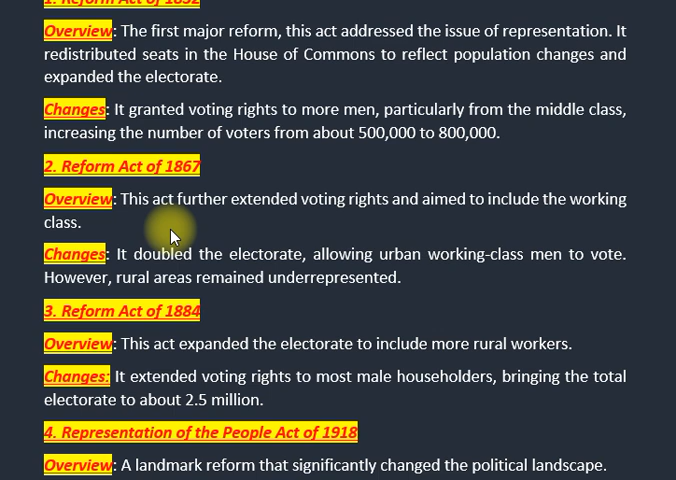 1. Reform Act of 1832
Overview: The first major reform, this act addressed the issue of representation. It
redistributed seats in the House of Commons to reflect population changes and
expanded the electorate.
Changes: It granted voting rights to more men, particularly from the middle class,
increasing the number of voters from about 500,000 to 800,000.
2. Reform Act of 1867
Overview: This act further extended voting rights and aimed to include the working
class.
Changes: It doubled the electorate, allowing urban working-class men to vote.
However, rural areas remained underrepresented.
3. Reform Act of 1884
Overview: This act expanded the electorate to include more rural workers.
Changes: It extended voting rights to most male householders, bringing the total
electorate to about 2.5 million.
4. Representation of the People Act of 1918
Overview: A landmark reform that significantly changed the political landscape.